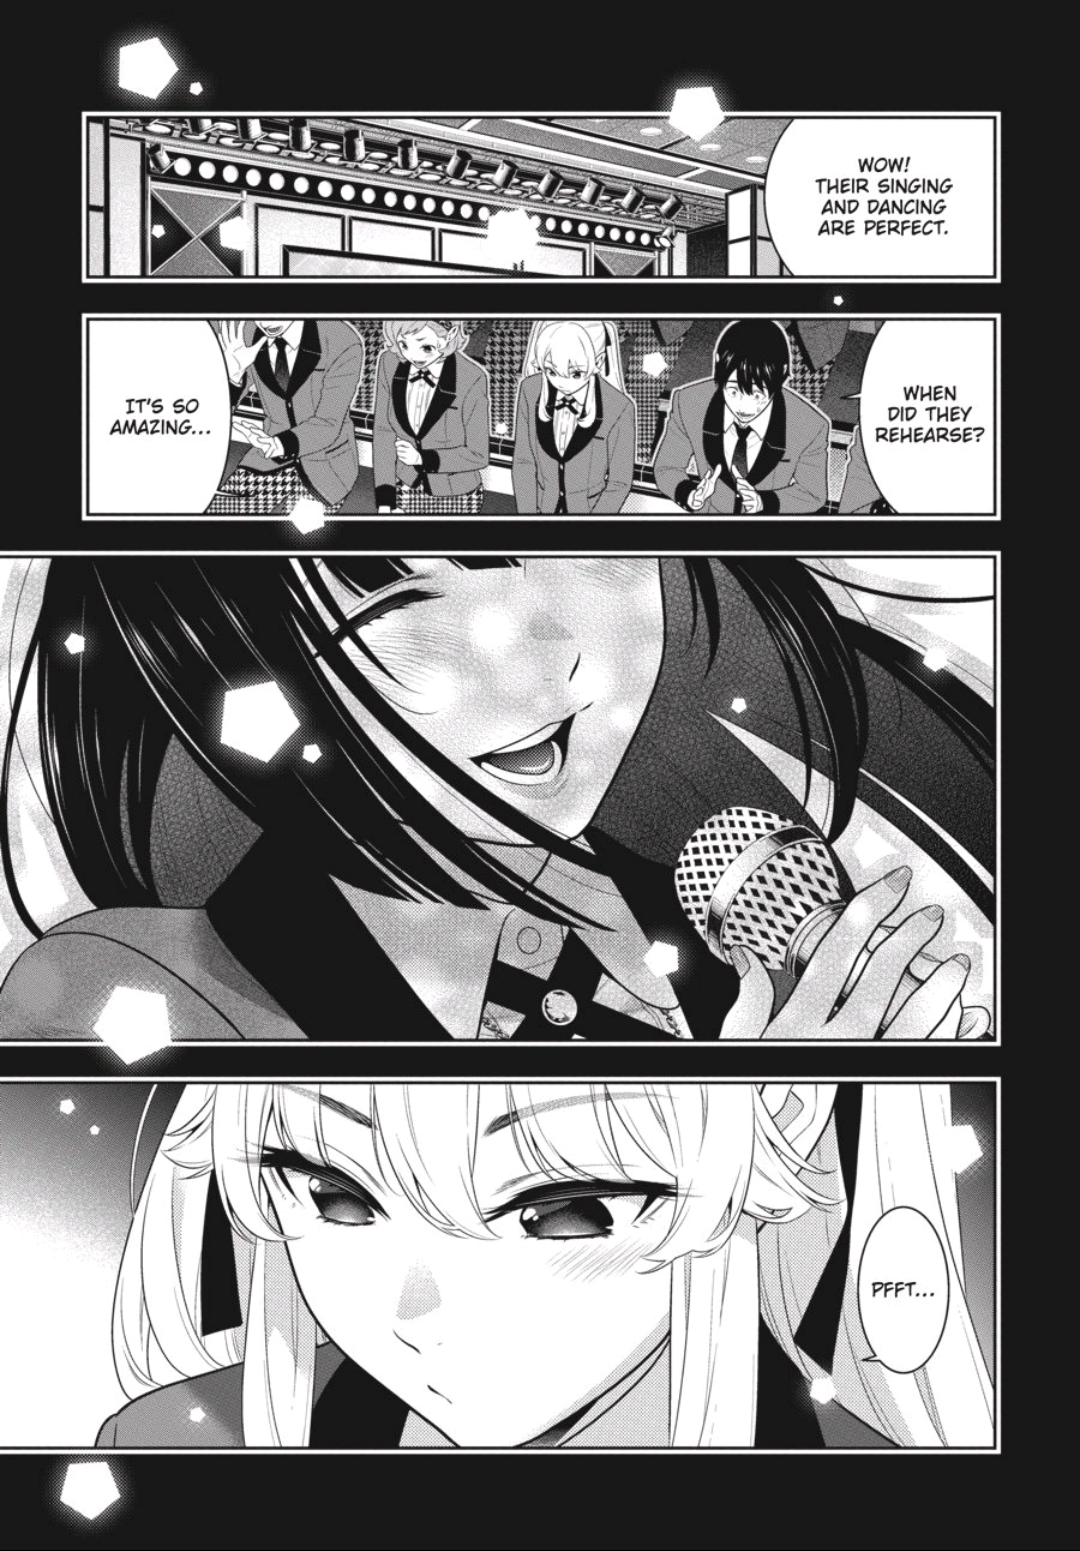 WOW!
THEIR SINGING
AND DANCING
ARE PERFECT.
WHEN
DID THEY
REHEARSE?
IT'S SO
AMAZING...
PFFT...